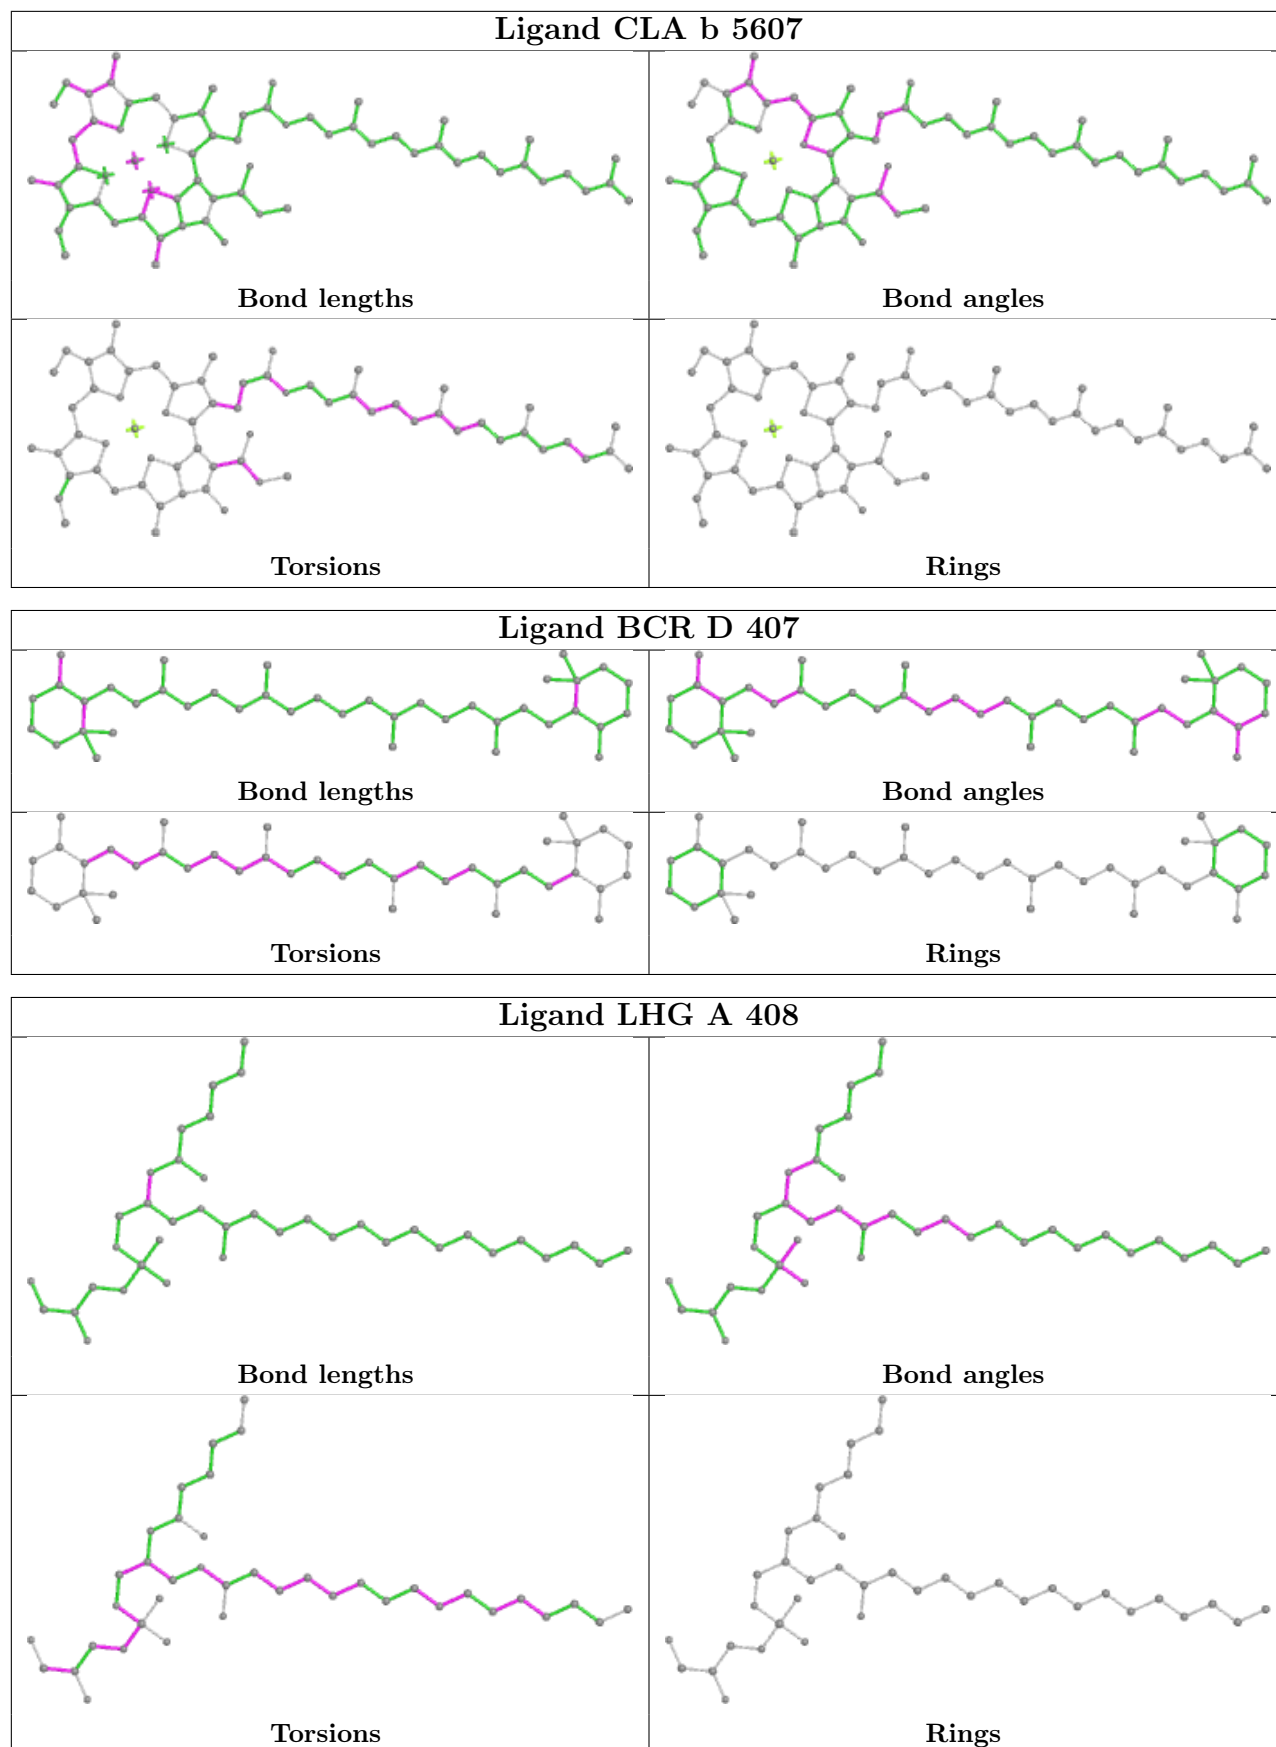 Ligand CLA b 5607
Bond lengths
Bond angles
Torsions
Rings
Ligand BCR D 407
Bond lengths
Bond angles
Torsions
Rings
Ligand LHG A 408
Bond lengths
Bond angles
Torsions
Rings